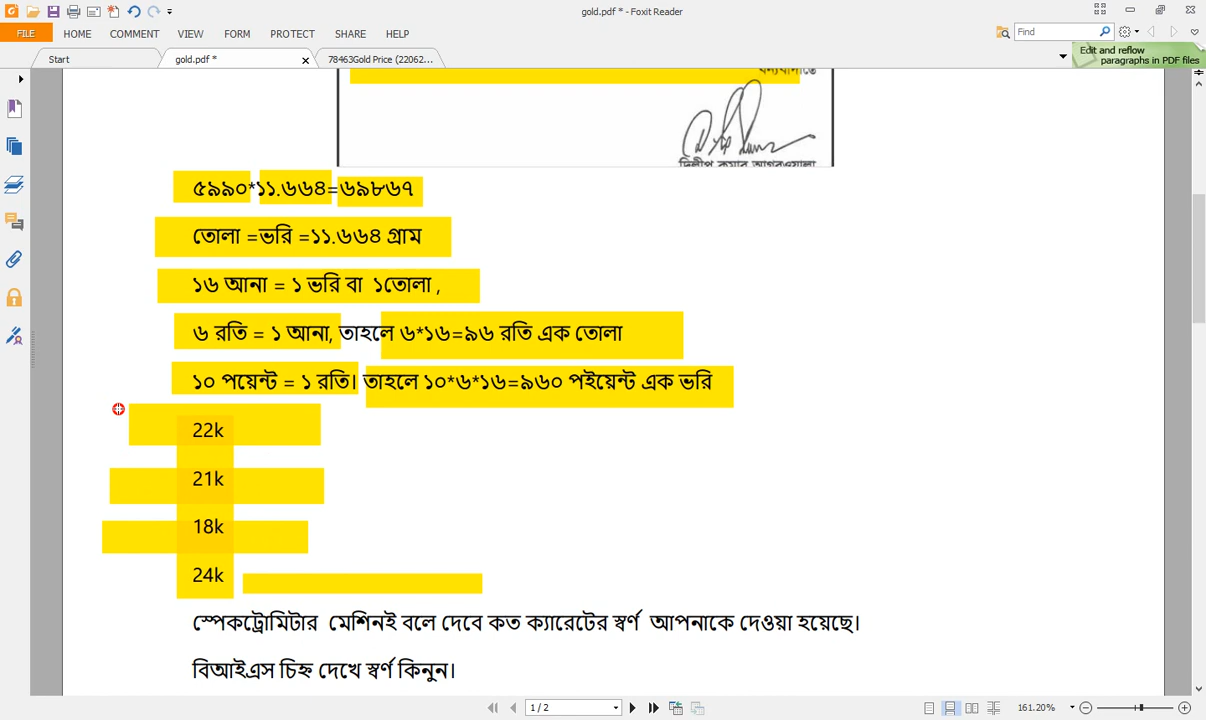 gold.pdf * - Foxit Reader
FILE HOME COMMENT VIEW FORM PROTECT SHARE HELP
Find
Edit and reflow
paragraphs in PDF files
Start gold.pdf * 78463Gold Price (22062...
ধন্যবাদান্তে
দিলীপ কুমার আগরওয়ালা
৫৯৯০*১১.৬৬৪=৬৯৮৬৭
তোলা =ভরি =১১.৬৬৪ গ্রাম
১৬ আনা = ১ ভরি বা ১তোলা ,
৬ রতি = ১ আনা, তাহলে ৬*১৬=৯৬ রতি এক তোলা
১০ পয়েন্ট = ১ রতি। তাহলে ১০*৬*১৬=৯৬০ পইয়েন্ট এক ভরি
22k
21k
18k
24k
স্পেকট্রোমিটার মেশিনই বলে দেবে কত ক্যারেটের স্বর্ণ আপনাকে দেওয়া হয়েছে।
বিআইএস চিহ্ন দেখে স্বর্ণ কিনুন।
1 / 2
161.20%